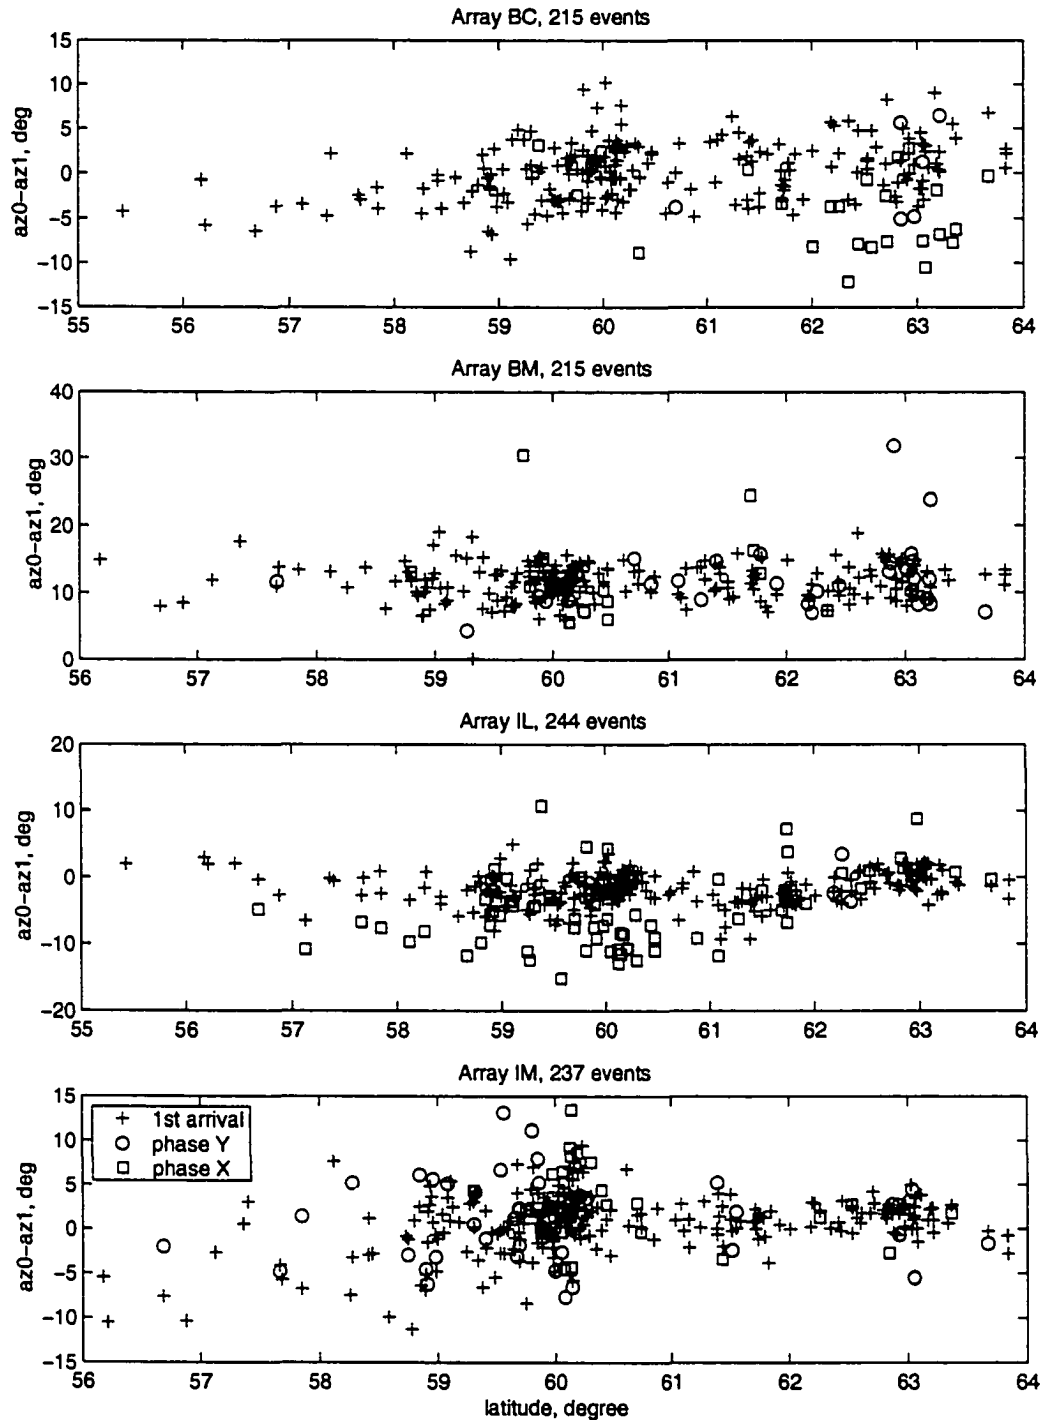 Array BC, 215 events
15
10
5
0
−5
−10
−15
az0−az1, deg
55 56 57 58 59 60 61 62 63 64
Array BM, 215 events
40
30
20
10
0
az0−az1, deg
56 57 58 59 60 61 62 63 64
Array IL, 244 events
20
10
0
−10
−20
az0−az1, deg
55 56 57 58 59 60 61 62 63 64
Array IM, 237 events
15
10
5
0
−5
−10
−15
az0−az1, deg
1st arrival
phase Y
phase X
56 57 58 59 60 61 62 63 64
latitude, degree